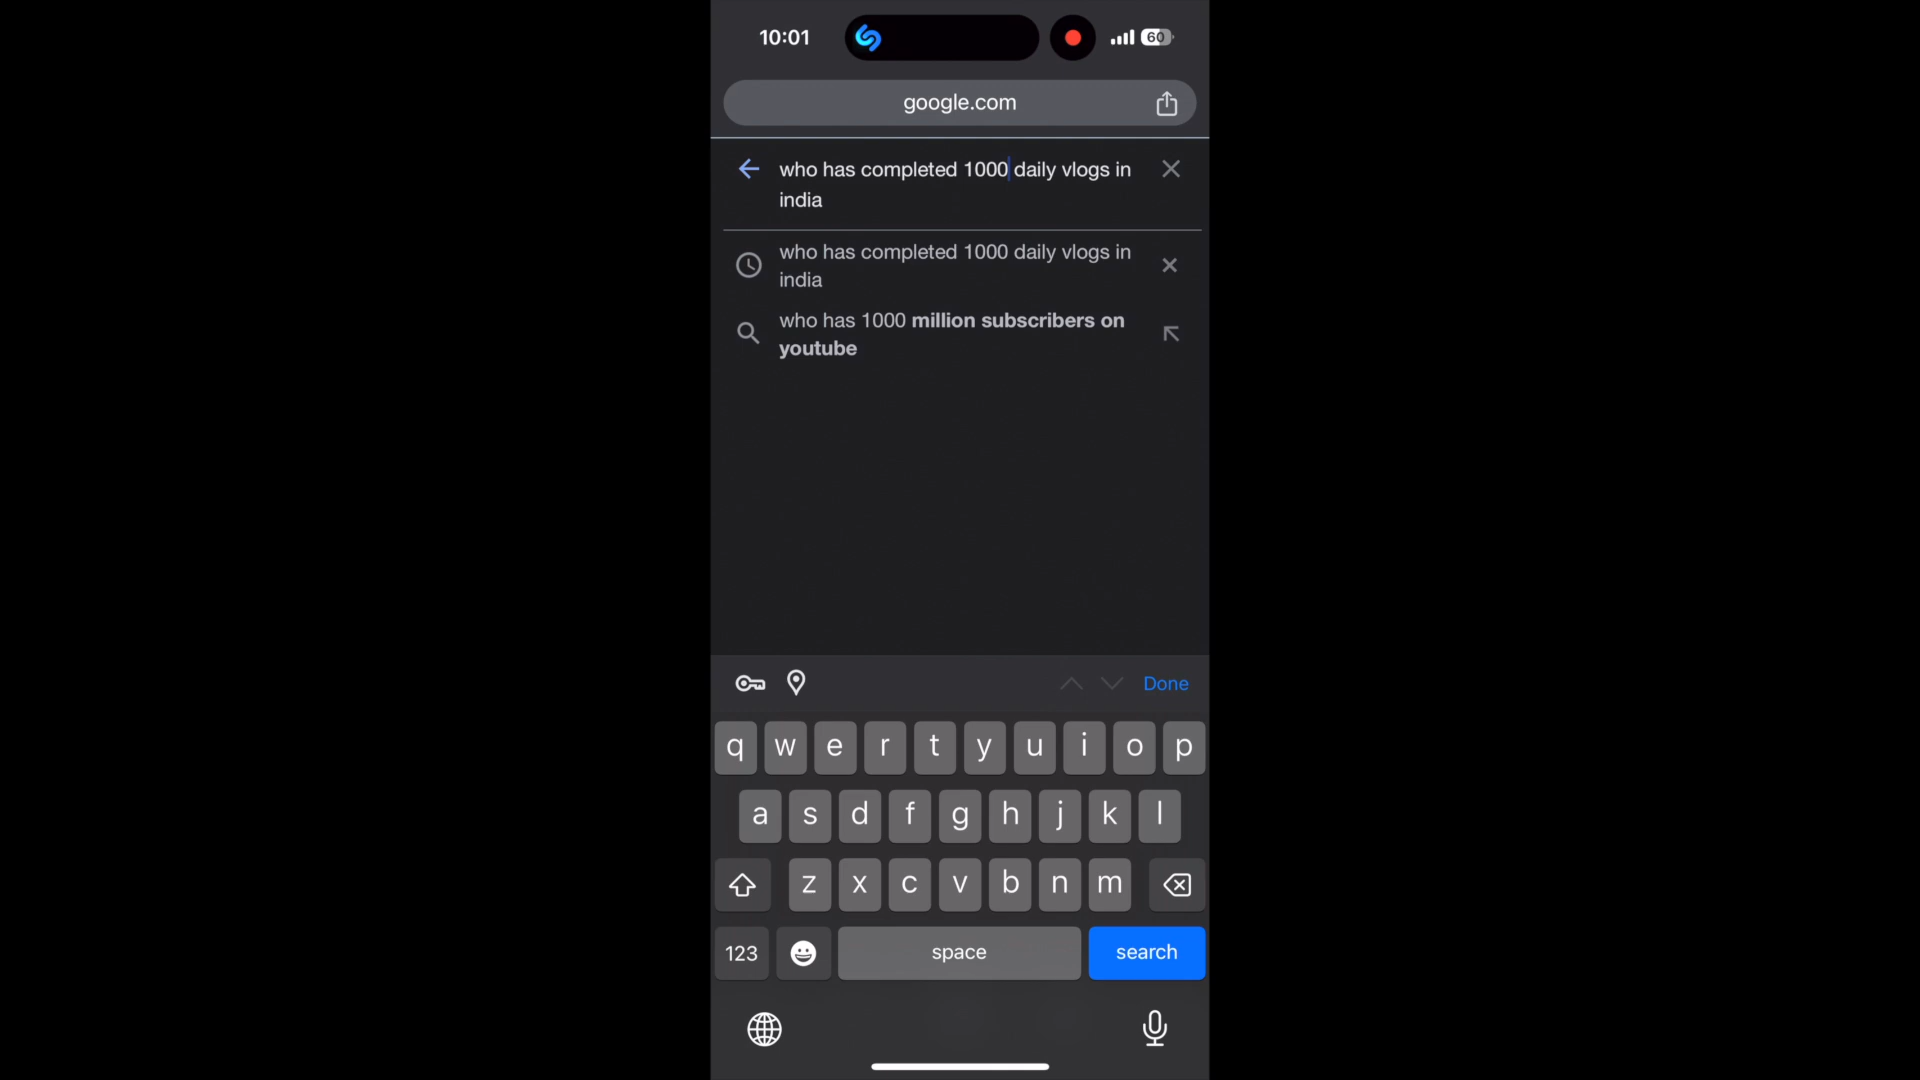 10:01
60
google.com
who has completed 1000 daily vlogs in
india
who has completed 1000 daily vlogs in
india
who has 1000 million subscribers on
youtube
Done
q w e r t y u i o p
a s d f g h j k l
z x c v b n m
123 space search